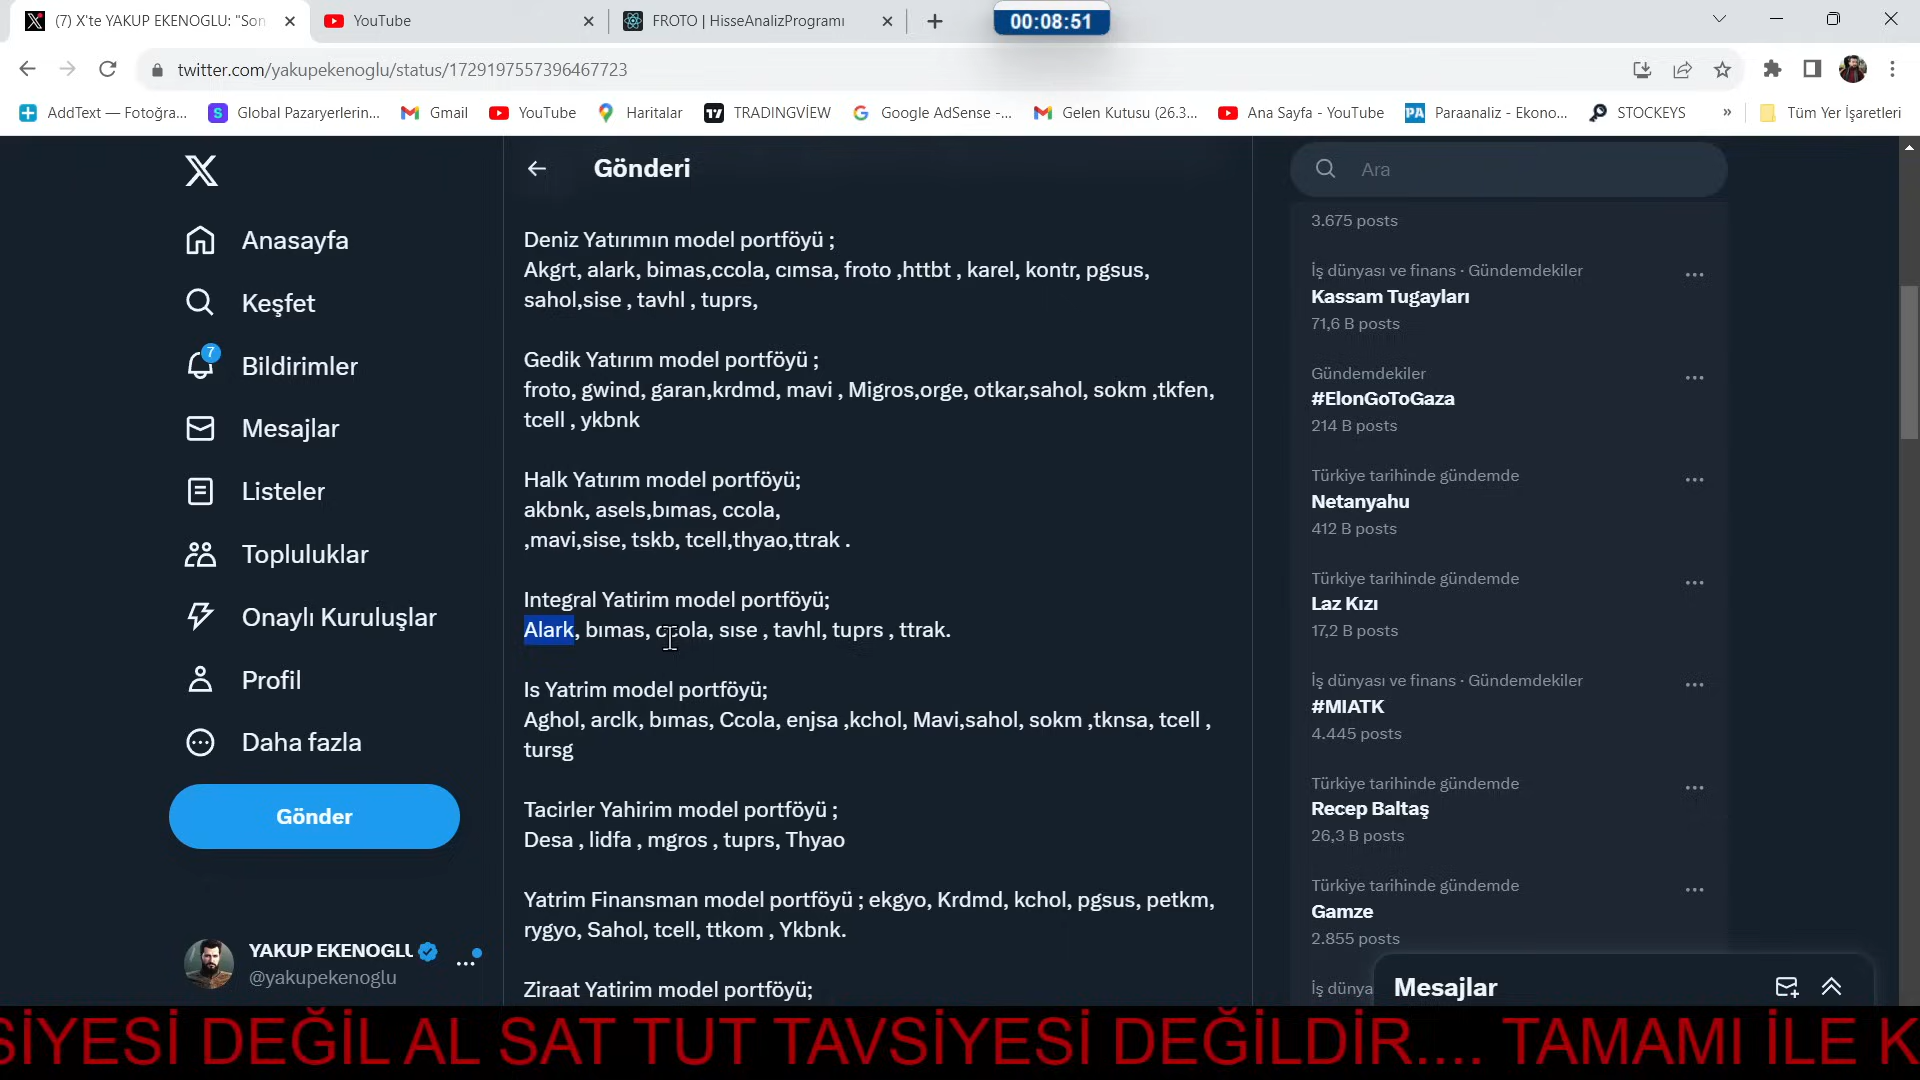 (7) X'te YAKUP EKENOGLU: "Son
YouTube
FROTO | HisseAnalizProgramı
00:08:51
twitter.com/yakupekenoglu/status/1729197557396467723
AddText — Fotoğra...
Global Pazaryerlerin...
Gmail
YouTube
Haritalar
TRADINGVİEW
Google AdSense -...
Gelen Kutusu (26.3...
Ana Sayfa - YouTube
Paraanaliz - Ekono...
STOCKEYS
»
Tüm Yer İşaretleri
Anasayfa
Keşfet
7
Bildirimler
Mesajlar
Listeler
Topluluklar
Onaylı Kuruluşlar
Profil
Daha fazla
Gönder
YAKUP EKENOGLU
@yakupekenoglu
Gönderi
Deniz Yatırımın model portföyü ;
Akgrt, alark, bimas,ccola, cımsa, froto ,httbt , karel, kontr, pgsus,
sahol,sise , tavhl , tuprs,
Gedik Yatırım model portföyü ;
froto, gwind, garan,krdmd, mavi , Migros,orge, otkar,sahol, sokm ,tkfen,
tcell , ykbnk
Halk Yatırım model portföyü;
akbnk, asels,bımas, ccola,
,mavi,sise, tskb, tcell,thyao,ttrak .
Integral Yatirim model portföyü;
Alark, bımas, ccola, sıse , tavhl, tuprs , ttrak.
Is Yatrim model portföyü;
Aghol, arclk, bımas, Ccola, enjsa ,kchol, Mavi,sahol, sokm ,tknsa, tcell ,
tursg
Tacirler Yahirim model portföyü ;
Desa , lidfa , mgros , tuprs, Thyao
Yatrim Finansman model portföyü ; ekgyo, Krdmd, kchol, pgsus, petkm,
rygyo, Sahol, tcell, ttkom , Ykbnk.
Ziraat Yatirim model portföyü;
Ara
3.675 posts
İş dünyası ve finans · Gündemdekiler
Kassam Tugayları
71,6 B posts
Gündemdekiler
#ElonGoToGaza
214 B posts
Türkiye tarihinde gündemde
Netanyahu
412 B posts
Türkiye tarihinde gündemde
Laz Kızı
17,2 B posts
İş dünyası ve finans · Gündemdekiler
#MIATK
4.445 posts
Türkiye tarihinde gündemde
Recep Baltaş
26,3 B posts
Türkiye tarihinde gündemde
Gamze
2.855 posts
İş dünya
Mesajlar
SİYESİ DEĞİL AL SAT TUT TAVSİYESİ DEĞİLDİR.... TAMAMI İLE K